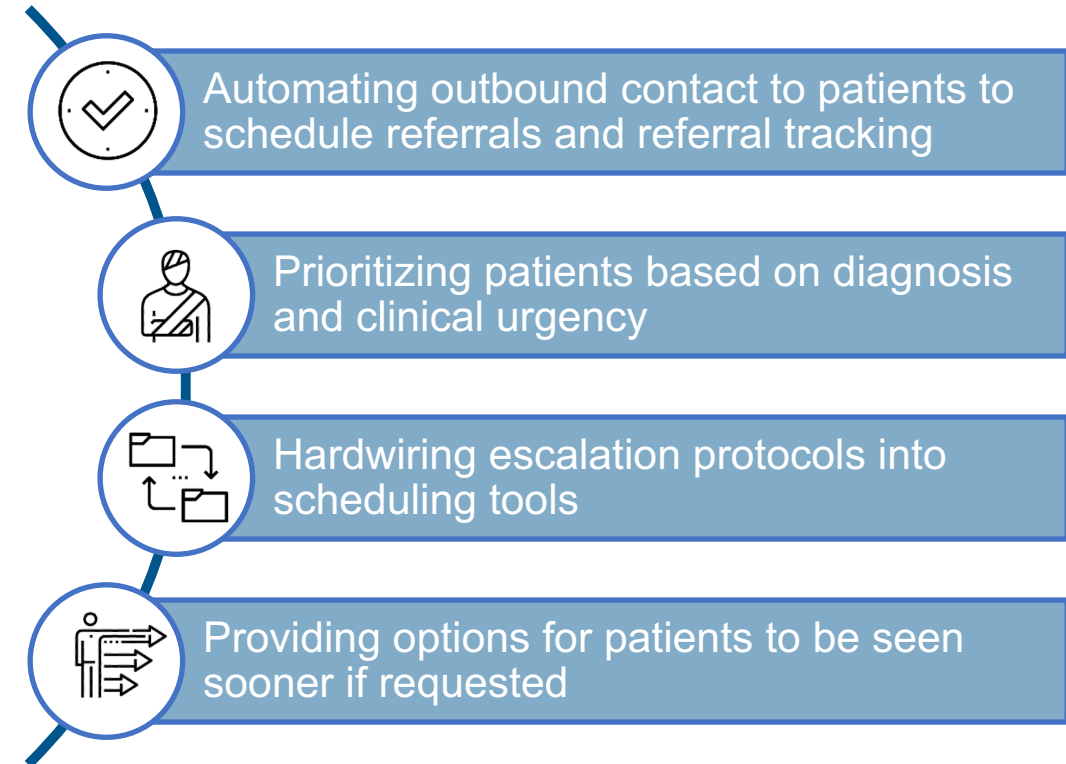 Automating outbound contact to patients to
schedule referrals and referral tracking
Prioritizing patients based on diagnosis
and clinical urgency
Hardwiring escalation protocols into
scheduling tools
Providing options for patients to be seen
sooner if requested